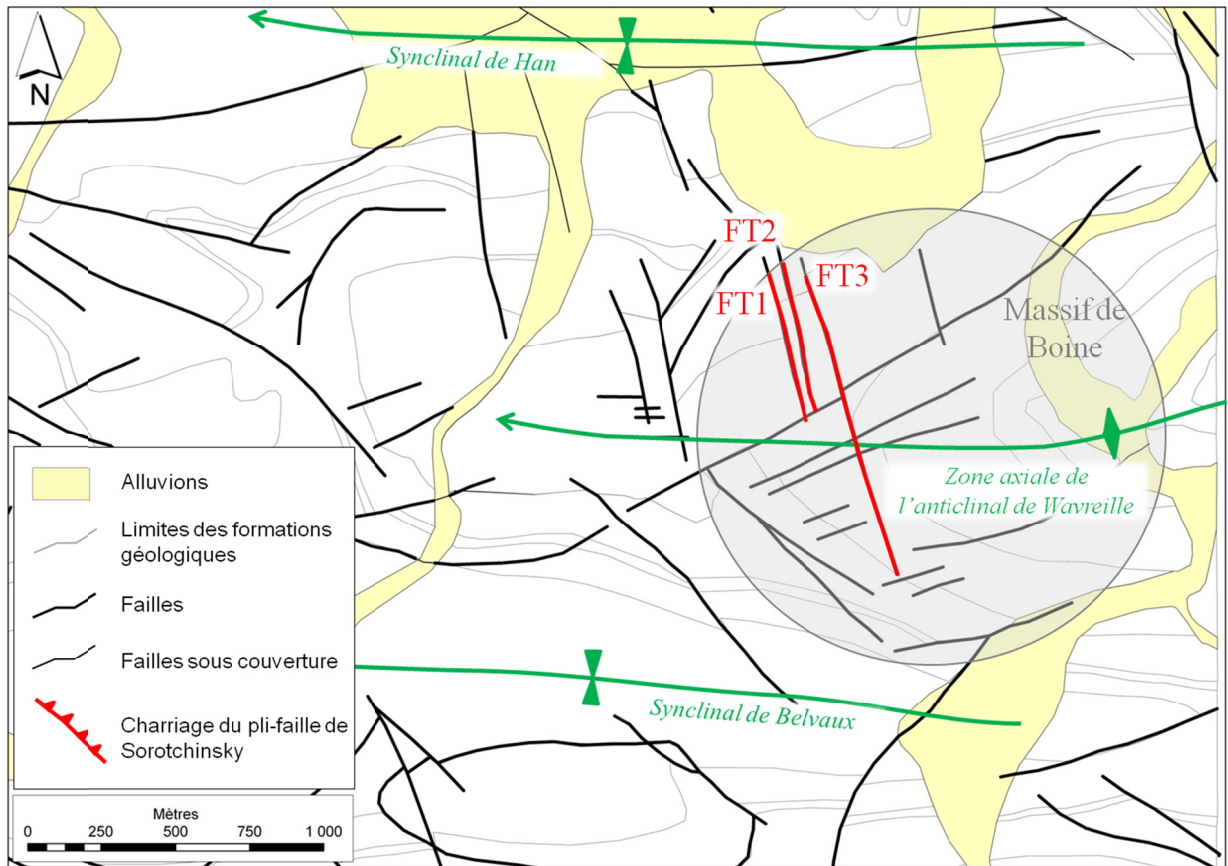 Synclinal de Han
N
FT2
FT3
FT1
Massif de
Boine
Zone axiale de
l'anticlinal de Wavreille
Synclinal de Belvaux
Alluvions
Limites des formations
géologiques
Failles
Failles sous couverture
Charriage du pli-faille de
Sorotchinsky
Mètres
0 250 500 750 1 000